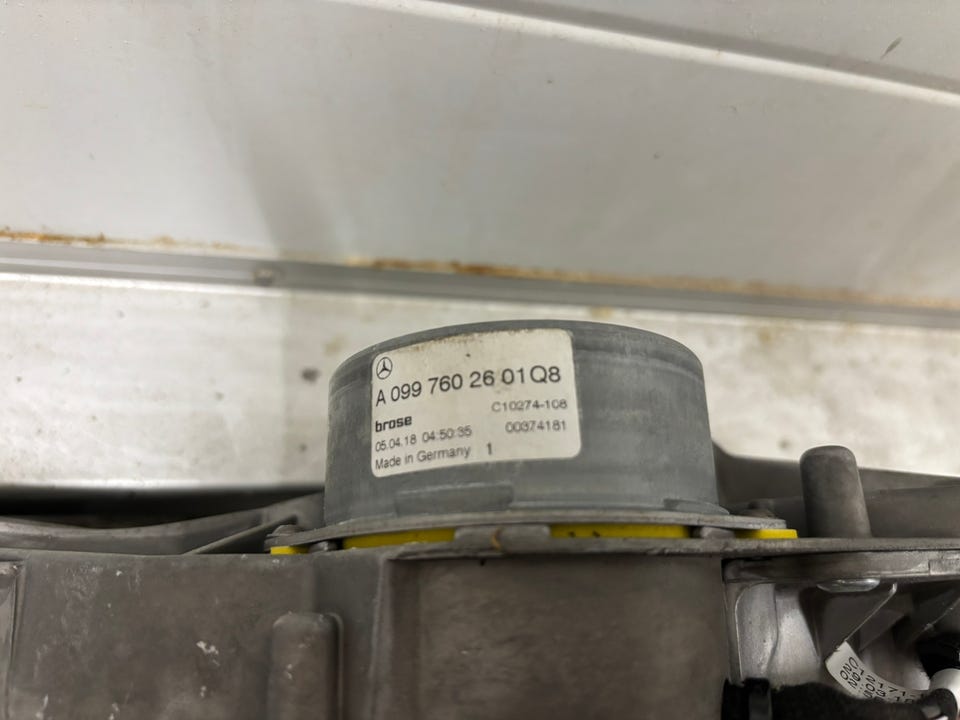 A 099 760 26 01Q8
brose C10274-108
05.04.18 04:50:35 00374181
Made in Germany 1